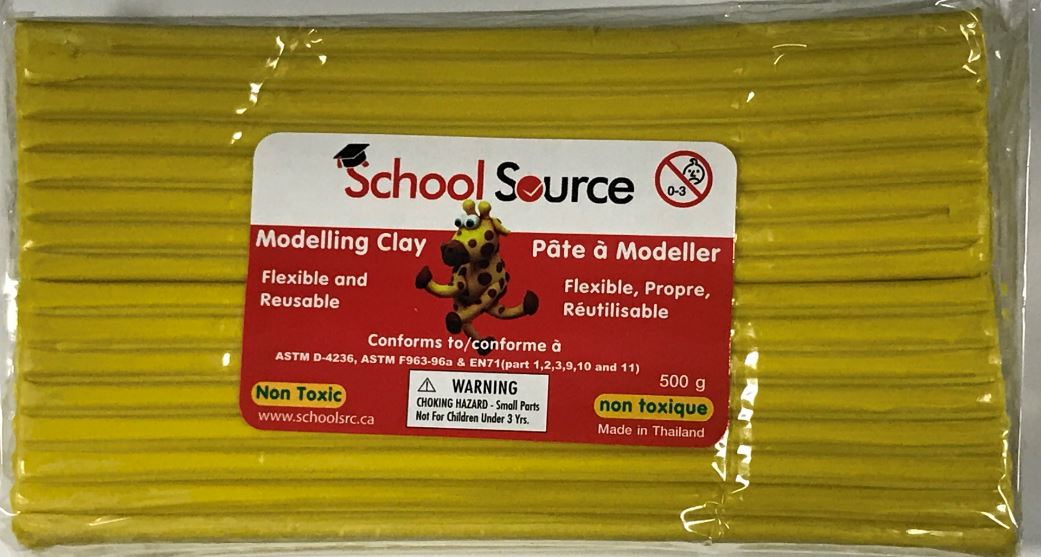 School Source
0-3
Modelling Clay
Flexible and
Reusable
Pâte à Modeller
Flexible, Propre,
Réutilisable
Conforms to/conforme à
ASTM D-4236, ASTM F963-96a & EN71(part 1,2,3,9,10 and 11)
500 g
Non Toxic
www.schoolsrc.ca
WARNING
CHOKING HAZARD - Small Parts
Not For Children Under 3 Yrs.
non toxique
Made in Thailand